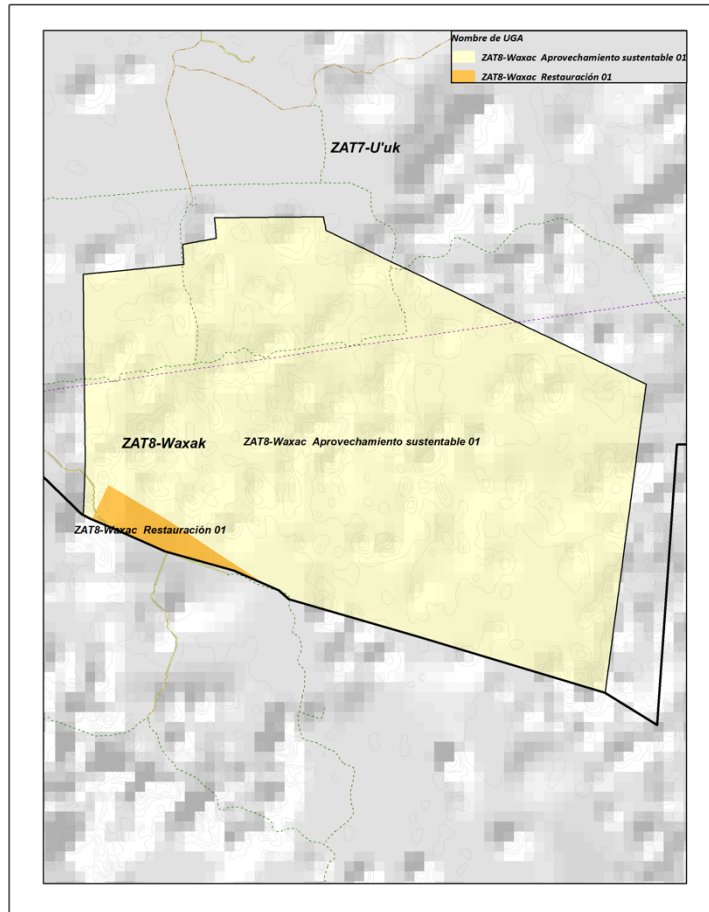 Nombre de UGA
ZAT8-Waxac Aprovechamiento sustentable 01
ZAT8-Waxac Restauración 01
ZAT7-U'uk
ZAT8-Waxak
ZAT8-Waxac Aprovechamiento sustentable 01
ZAT8-Waxac Restauración 01